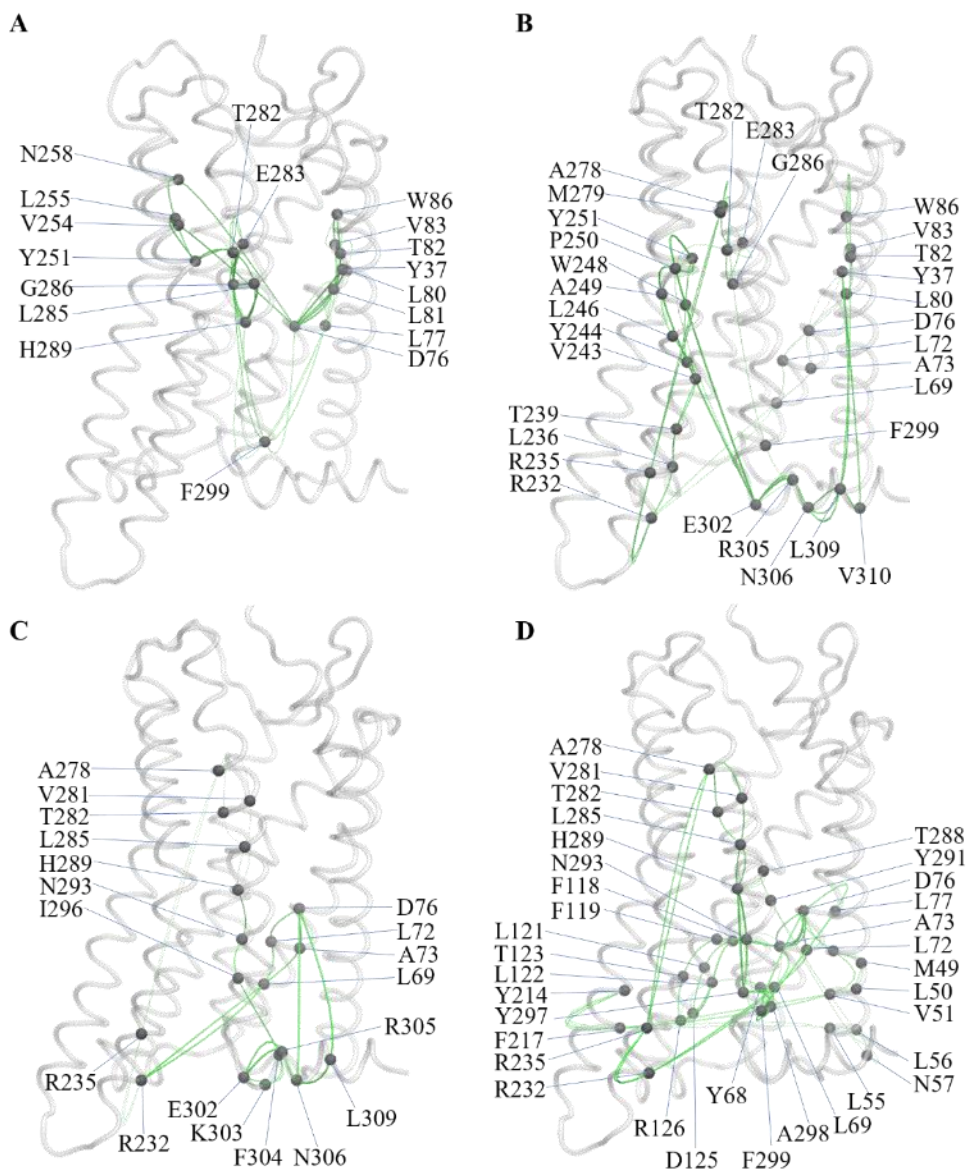 A
T282
N258
E283
L255
V254
W86
V83
T82
Y37
L80
L81
L77
D76
Y251
G286
L285
H289
F299
B
T282
E283
G286
A278
M279
Y251
P250
W248
A249
L246
Y244
V243
T239
L236
R235
R232
W86
V83
T82
Y37
L80
D76
L72
A73
L69
F299
E302
R305
N306
L309
V310
C
A278
V281
T282
L285
H289
N293
I296
D76
L72
A73
L69
R305
R235
R232
E302
K303
F304
N306
L309
D
A278
V281
T282
L285
H289
N293
F118
F119
L121
T123
L122
Y214
Y297
F217
R235
R232
T288
Y291
D76
L77
A73
L72
M49
L50
V51
L56
N57
L55
L69
A298
Y68
F299
D125
R126